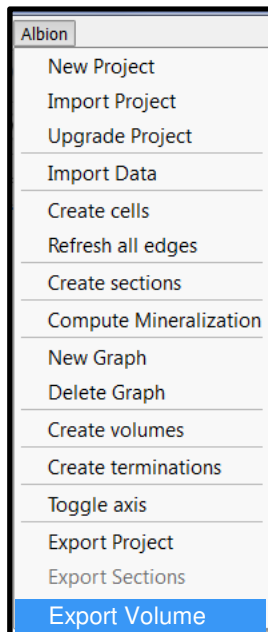 Albion
New Project
Import Project
Upgrade Project
Import Data
Create cells
Refresh all edges
Create sections
Compute Mineralization
New Graph
Delete Graph
Create volumes
Create terminations
Toggle axis
Export Project
Export Sections
Export Volume